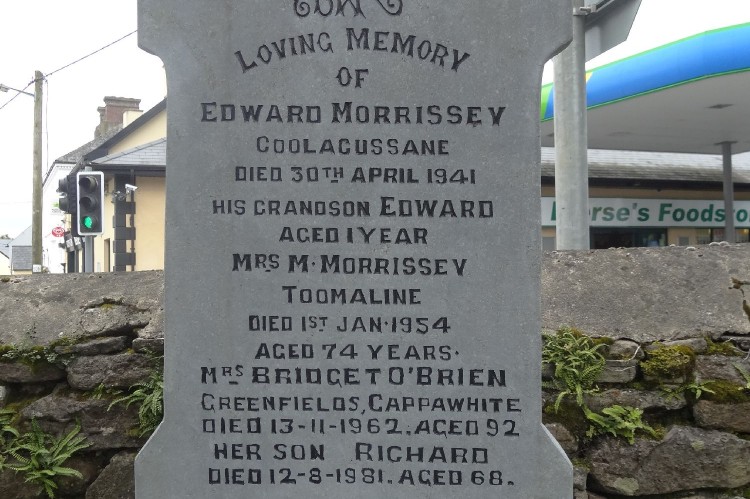 LOVING MEMORY
OF
EDWARD MORRISSEY
COOLACUSSANE
DIED 30TH APRIL 1941
HIS GRANDSON EDWARD
AGED 1 YEAR
MRS M. MORRISSEY
TOOMALINE
DIED 1ST JAN. 1954
AGED 74 YEARS.
MRS BRIDGET O'BRIEN
GREENFIELDS, CAPPAWHITE
DIED 13-11-1962. AGED 92
HER SON RICHARD
DIED 12-8-1981. AGED 68.